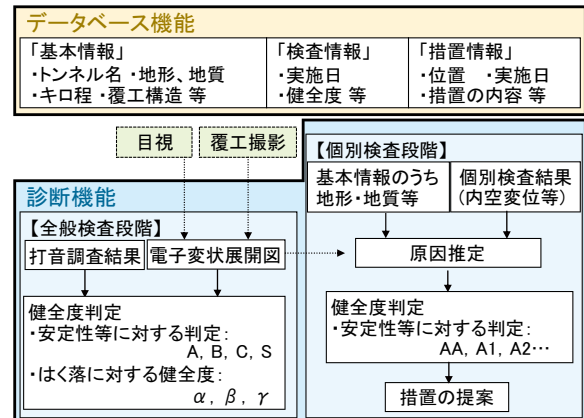 データベース機能
「基本情報」
・トンネル名 ・地形、地質
・キロ程 ・覆工構造 等
「検査情報」
・実施日
・健全度 等
「措置情報」
・位置 ・実施日
・措置の内容 等
目視
覆工撮影
診断機能
【全般検査段階】
打音調査結果
電子変状展開図
健全度判定
・安定性等に対する判定：
A, B, C, S
・はく落に対する健全度：
α, β, γ
【個別検査段階】
基本情報のうち
地形・地質等
個別検査結果
(内空変位等)
原因推定
健全度判定
・安定性等に対する判定：
AA, A1, A2…
措置の提案